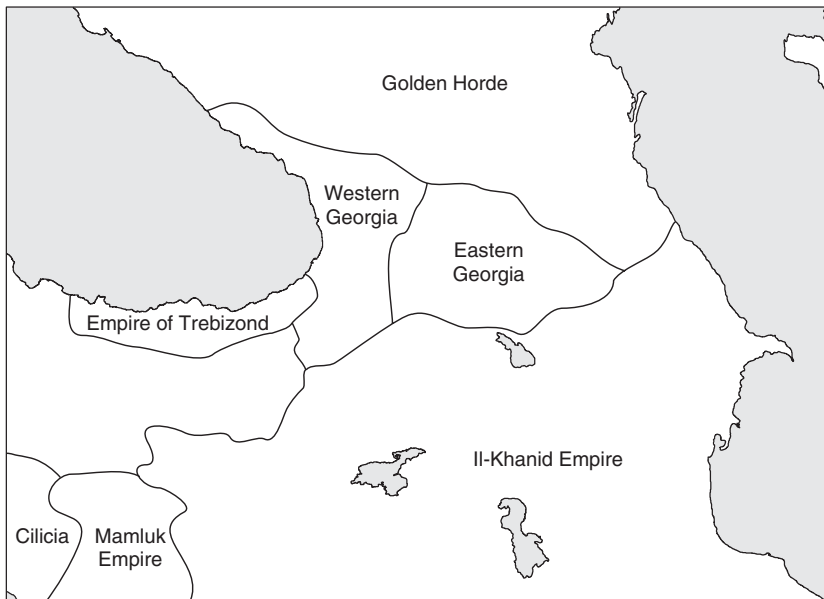 Golden Horde
Western
Georgia
Eastern
Georgia
Empire of Trebizond
Il-Khanid Empire
Cilicia
Mamluk
Empire